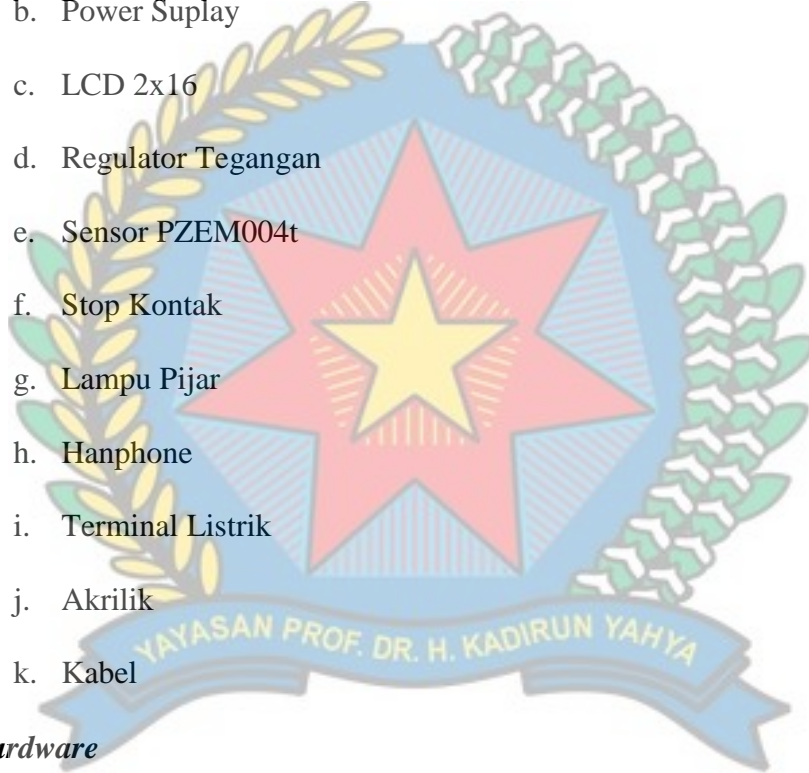 b. Power Suplay
c. LCD 2x16
d. Regulator Tegangan
e. Sensor PZEM004t
f. Stop Kontak
g. Lampu Pijar
h. Hanphone
i. Terminal Listrik
j. Akrilik
YAYASAN PROF. DR. H. KADIRUN YAHYA
k. Kabel
ardware